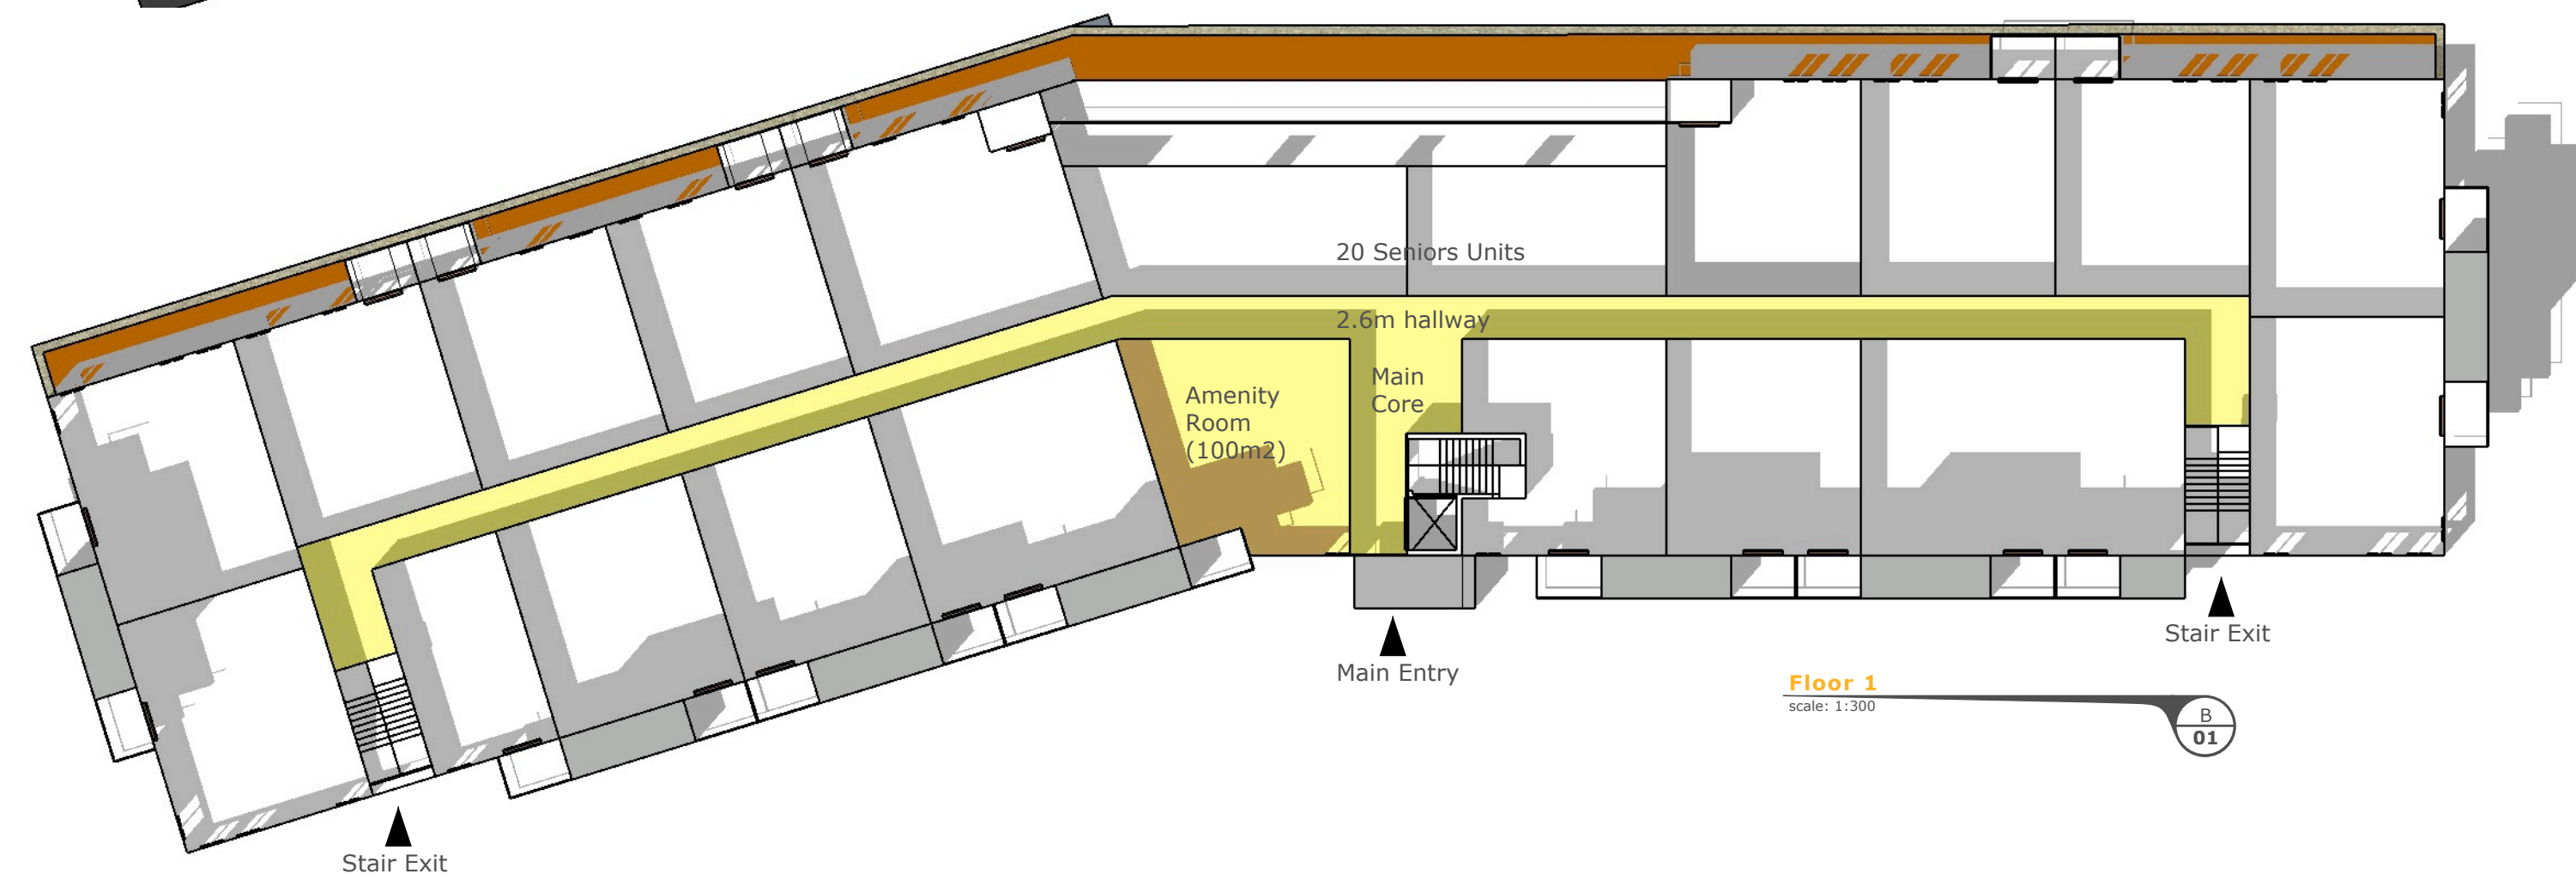 20 Seniors Units
2.6m hallway
Main
Core
Amenity
Room
(100m2)
Main Entry
Stair Exit
Stair Exit
Floor 1
scale: 1:300
B
01